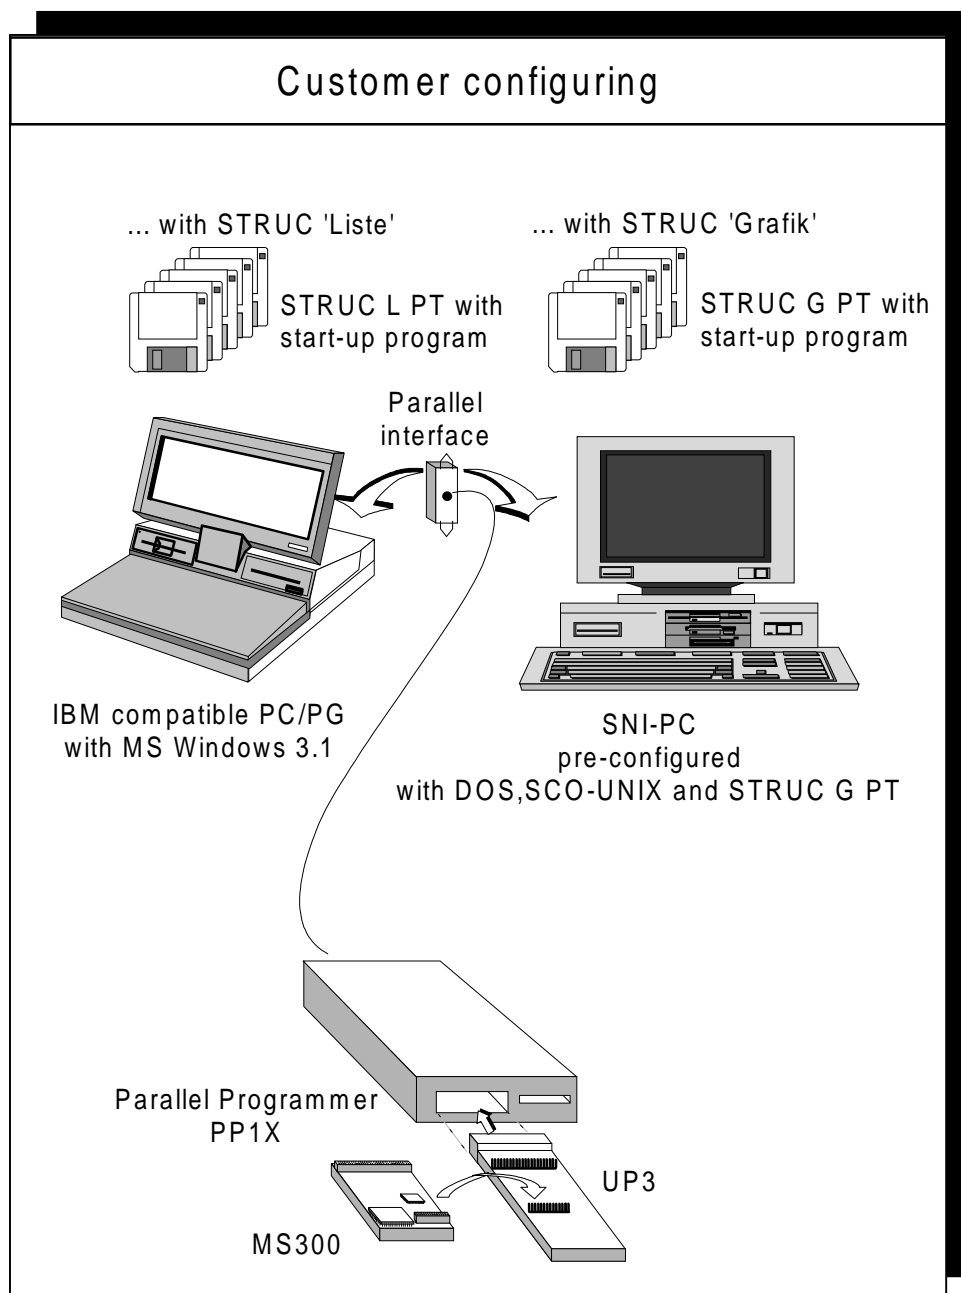 Customer configuring
... with STRUC 'Liste'
... with STRUC 'Grafik'
STRUC L PT with
start-up program
STRUC G PT with
start-up program
Parallel
interface
IBM compatible PC/PG
with MS Windows 3.1
SNI-PC
pre-configured
with DOS,SCO-UNIX and STRUC G PT
Parallel Programmer
PP1X
UP3
MS300